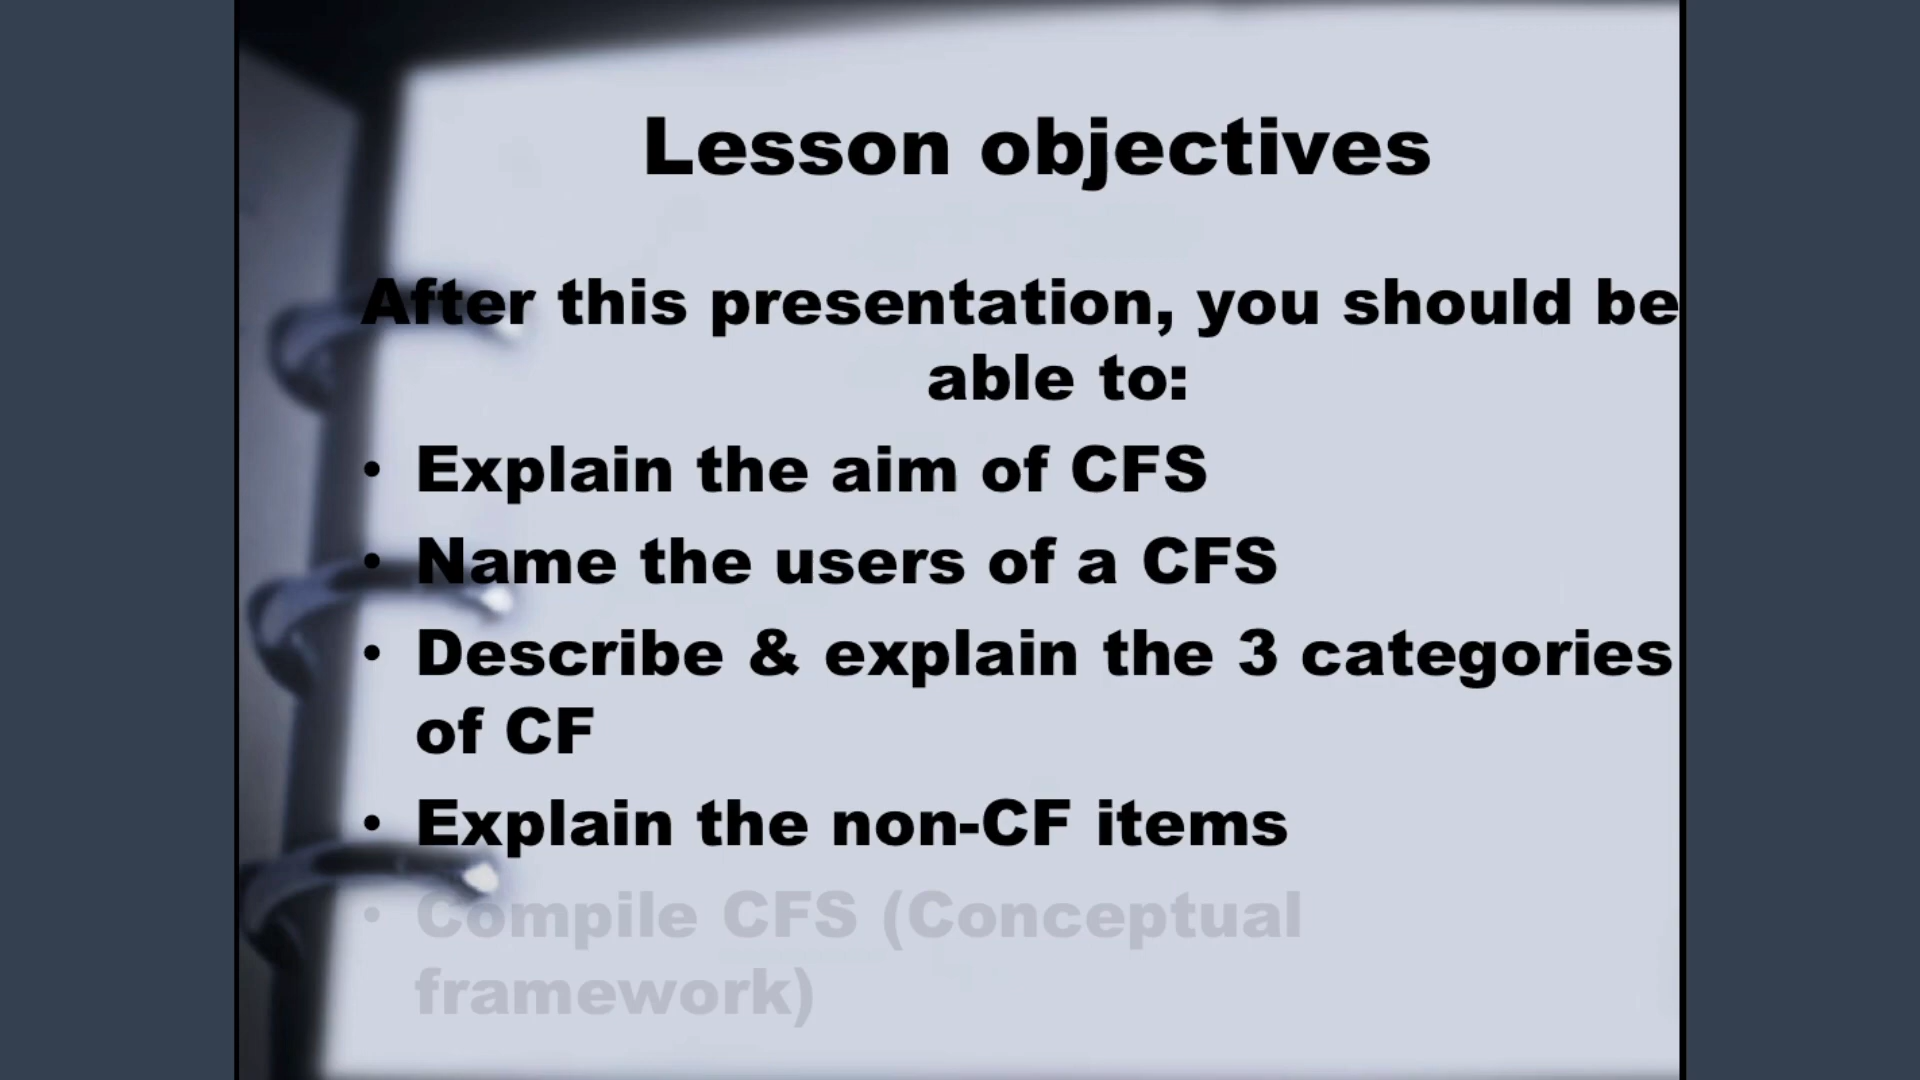 Lesson objectives
After this presentation, you should be
able to:
• Explain the aim of CFS
• Name the users of a CFS
• Describe & explain the 3 categories
of CF
• Explain the non-CF items
• Compile CFS (Conceptual
framework)